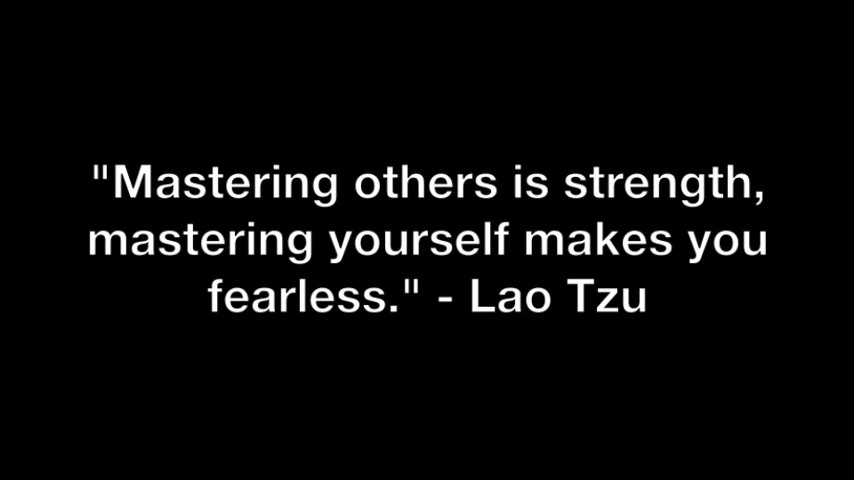 "Mastering others is strength,
mastering yourself makes you
fearless." - Lao Tzu